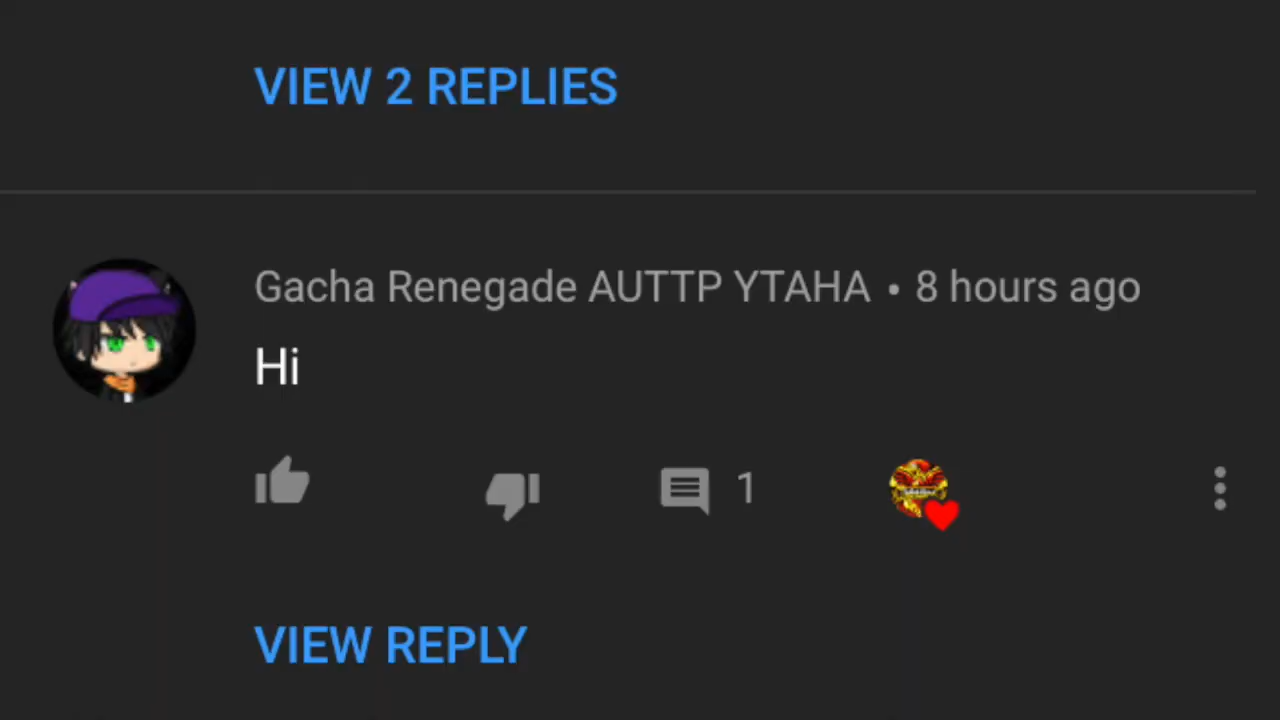 VIEW 2 REPLIES
Gacha Renegade AUTTP YTAHA • 8 hours ago
Hi
1
VIEW REPLY